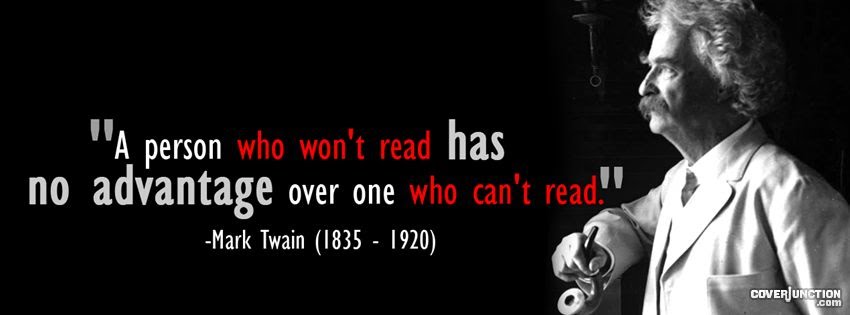 "A person who won't read has
no advantage over one who can't read."
-Mark Twain (1835 - 1920)
COVERJUNCTION
.com